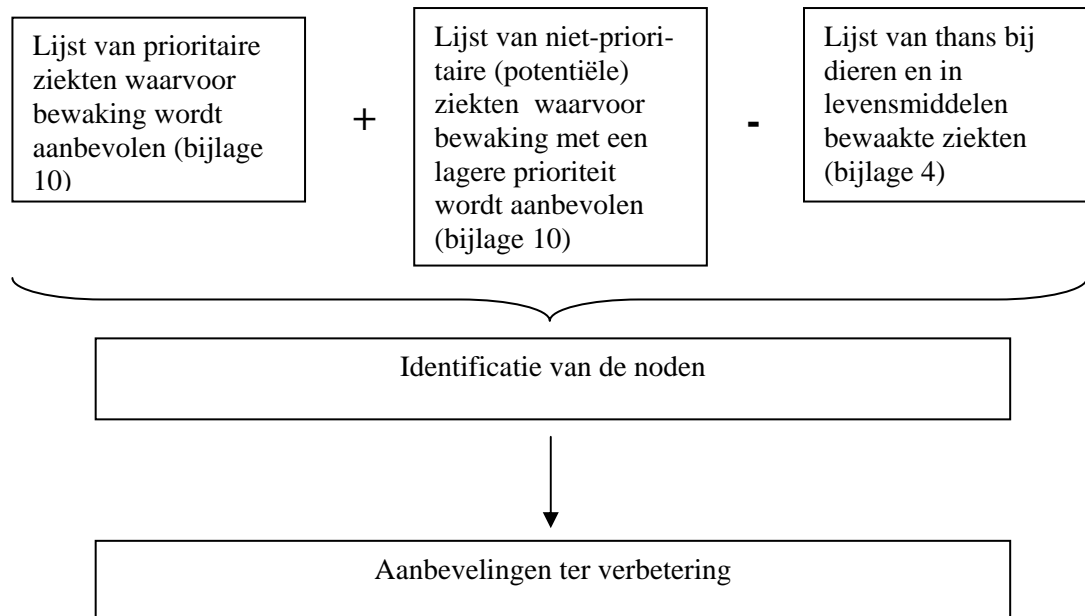 Lijst van prioritaire
ziekten waarvoor
bewaking wordt
aanbevolen (bijlage
10)
+
Lijst van niet-priori-
taire (potentiële)
ziekten waarvoor
bewaking met een
lagere prioriteit
wordt aanbevolen
(bijlage 10)
-
Lijst van thans bij
dieren en in
levensmiddelen
bewaakte ziekten
(bijlage 4)
Identificatie van de noden
Aanbevelingen ter verbetering